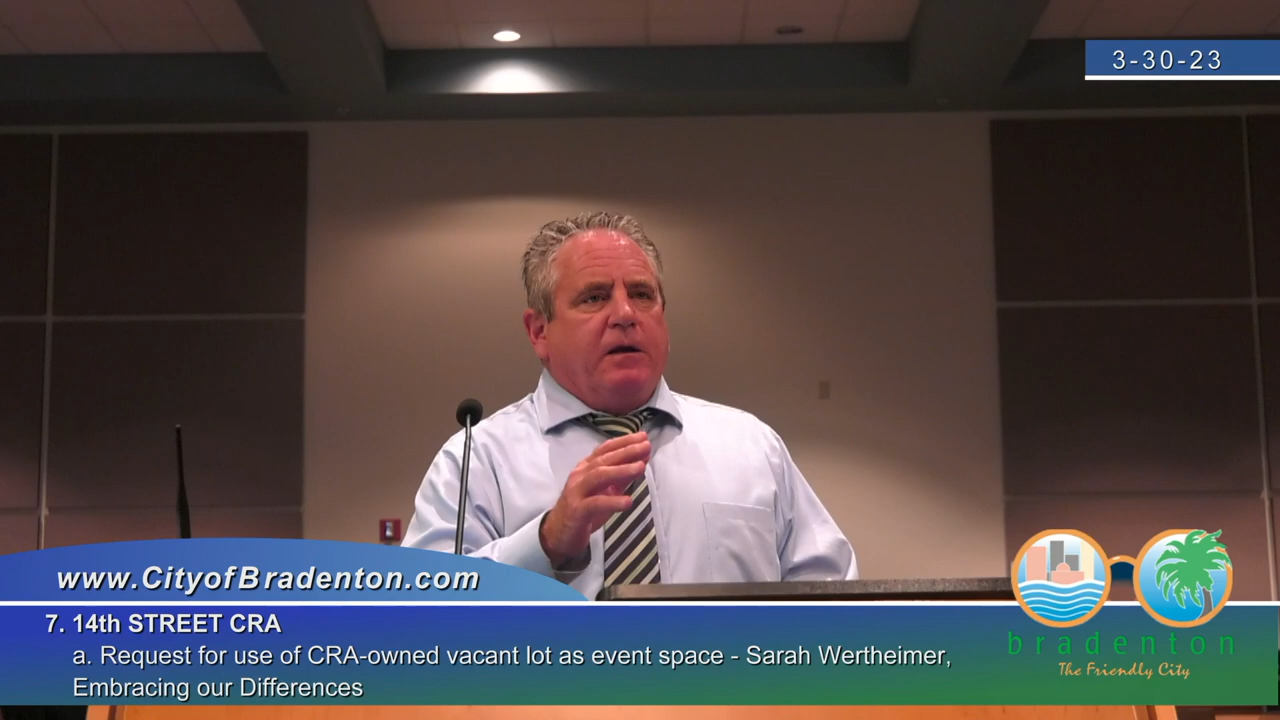 3-30-23
www.CityofBradenton.com
7. 14th STREET CRA
a. Request for use of CRA-owned vacant lot as event space - Sarah Wertheimer,
Embracing our Differences
bradenton
The Friendly City